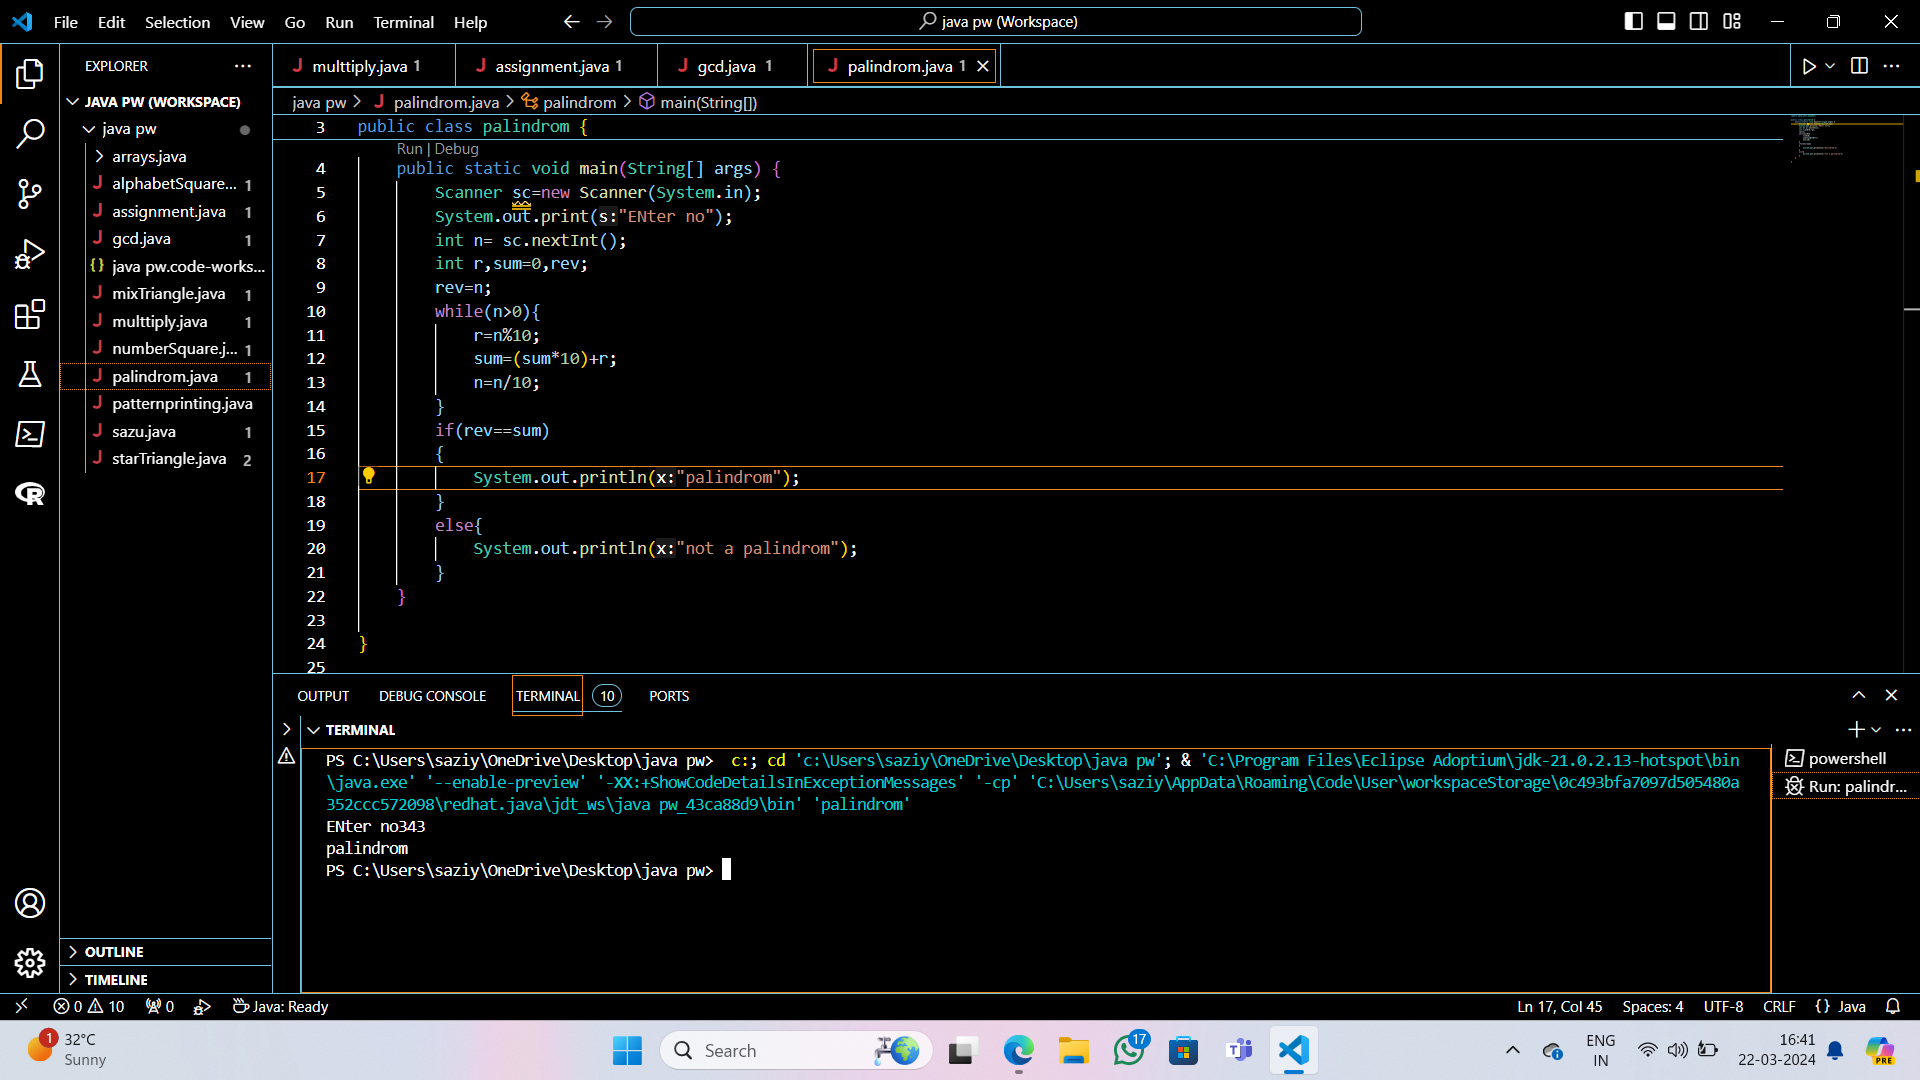 File Edit Selection View Go Run Terminal Help
java pw (Workspace)
EXPLORER
JAVA PW (WORKSPACE)
java pw
arrays.java
alphabetSquare... 1
assignment.java 1
gcd.java 1
{} java pw.code-works...
mixTriangle.java 1
multtiply.java 1
numberSquare.j... 1
palindrom.java 1
patternprinting.java
sazu.java 1
starTriangle.java 2
OUTLINE
TIMELINE
J multtiply.java 1 J assignment.java 1 J gcd.java 1 J palindrom.java 1
java pw > J palindrom.java > palindrom > main(String[])
3 public class palindrom {
Run | Debug
4 public static void main(String[] args) {
5 Scanner sc=new Scanner(System.in);
6 System.out.print(s:"ENter no");
7 int n= sc.nextInt();
8 int r,sum=0,rev;
9 rev=n;
10 while(n>0){
11 r=n%10;
12 sum=(sum*10)+r;
13 n=n/10;
14 }
15 if(rev==sum)
16 {
17 System.out.println(x:"palindrom");
18 }
19 else{
20 System.out.println(x:"not a palindrom");
21 }
22 }
23
24 }
25
OUTPUT DEBUG CONSOLE TERMINAL 10 PORTS
TERMINAL
PS C:\Users\saziy\OneDrive\Desktop\java pw>  c:; cd 'c:\Users\saziy\OneDrive\Desktop\java pw'; & 'C:\Program Files\Eclipse Adoptium\jdk-21.0.2.13-hotspot\bin
\java.exe' '--enable-preview' '-XX:+ShowCodeDetailsInExceptionMessages' '-cp' 'C:\Users\saziy\AppData\Roaming\Code\User\workspaceStorage\0c493bfa7097d505480a
352ccc572098\redhat.java\jdt_ws\java pw_43ca88d9\bin' 'palindrom'
ENter no343
palindrom
PS C:\Users\saziy\OneDrive\Desktop\java pw>
powershell
Run: palindr...
0 10 0 Java: Ready
Ln 17, Col 45 Spaces: 4 UTF-8 CRLF {} Java
1
32°C
Sunny
Search
17
ENG
IN
16:41
22-03-2024
PRE